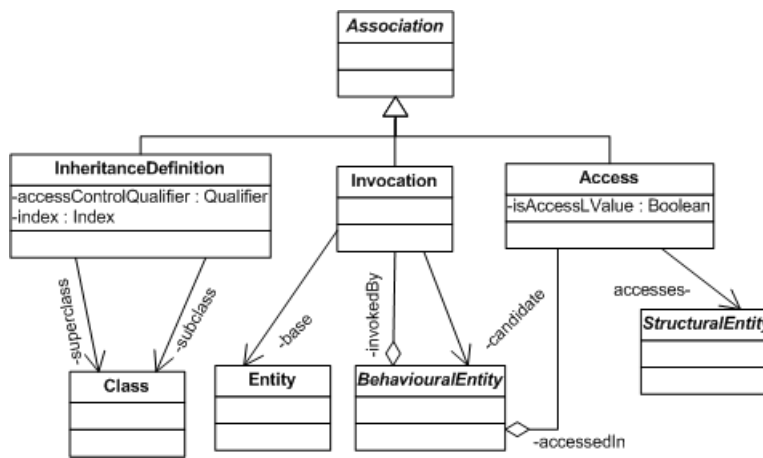 Association
InheritanceDefinition
-accessControlQualifier : Qualifier
-index : Index
Invocation
Access
-isAccessLValue : Boolean
-superclass
-subclass
-base
-invokedBy
-candidate
accesses-
StructuralEntity
Class
Entity
BehaviouralEntity
-accessedIn